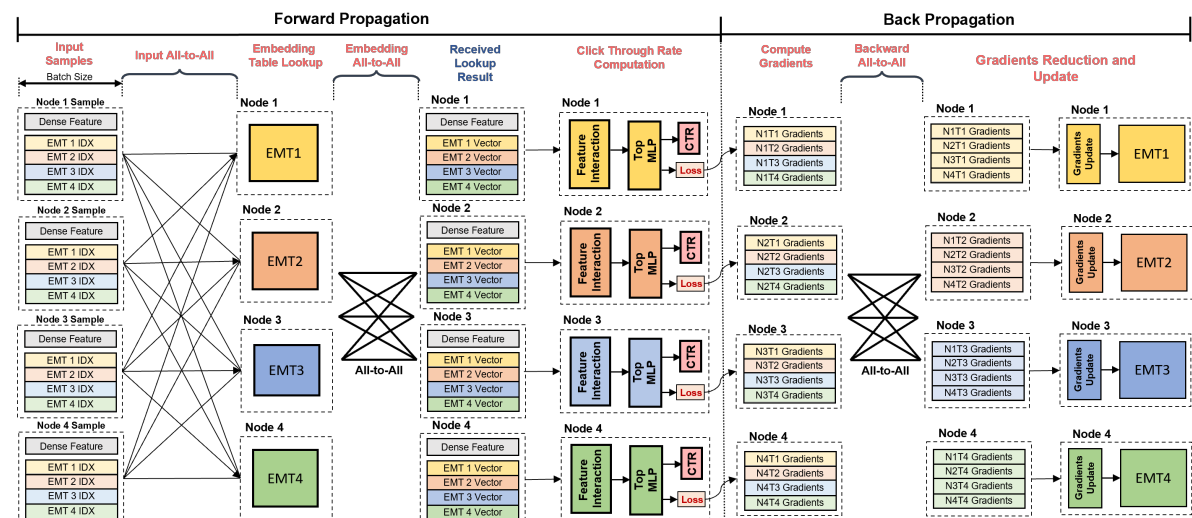 Forward Propagation
Back Propagation
Input
Samples
Input All-to-All
Embedding
Table Lookup
Embedding
All-to-All
Received
Lookup
Result
Click Through Rate
Computation
Compute
Gradients
Backward
All-to-All
Gradients Reduction and
Update
Batch Size
Node 1 Sample
Dense Feature
EMT 1 IDX
EMT 2 IDX
EMT 3 IDX
EMT 4 IDX
Node 2 Sample
Dense Feature
EMT 1 IDX
EMT 2 IDX
EMT 3 IDX
EMT 4 IDX
Node 3 Sample
Dense Feature
EMT 1 IDX
EMT 2 IDX
EMT 3 IDX
EMT 4 IDX
Node 4 Sample
Dense Feature
EMT 1 IDX
EMT 2 IDX
EMT 3 IDX
EMT 4 IDX
Node 1
EMT1
Node 2
EMT2
Node 3
EMT3
Node 4
EMT4
All-to-All
Node 1
Dense Feature
EMT 1 Vector
EMT 2 Vector
EMT 3 Vector
EMT 4 Vector
Node 2
Dense Feature
EMT 1 Vector
EMT 2 Vector
EMT 3 Vector
EMT 4 Vector
Node 3
Dense Feature
EMT 1 Vector
EMT 2 Vector
EMT 3 Vector
EMT 4 Vector
Node 4
Dense Feature
EMT 1 Vector
EMT 2 Vector
EMT 3 Vector
EMT 4 Vector
Node 1
Feature
Interaction
Top
MLP
CTR
Loss
Node 2
Feature
Interaction
Top
MLP
CTR
Loss
Node 3
Feature
Interaction
Top
MLP
CTR
Loss
Node 4
Feature
Interaction
Top
MLP
CTR
Loss
Node 1
N1T1 Gradients
N1T2 Gradients
N1T3 Gradients
N1T4 Gradients
Node 2
N2T1 Gradients
N2T2 Gradients
N2T3 Gradients
N2T4 Gradients
Node 3
N3T1 Gradients
N3T2 Gradients
N3T3 Gradients
N3T4 Gradients
Node 4
N4T1 Gradients
N4T2 Gradients
N4T3 Gradients
N4T4 Gradients
All-to-All
Node 1
N1T1 Gradients
N2T1 Gradients
N3T1 Gradients
N4T1 Gradients
Node 2
N1T2 Gradients
N2T2 Gradients
N3T2 Gradients
N4T2 Gradients
Node 3
N1T3 Gradients
N2T3 Gradients
N3T3 Gradients
N4T3 Gradients
Node 4
N1T4 Gradients
N2T4 Gradients
N3T4 Gradients
N4T4 Gradients
Node 1
Gradients
Update
EMT1
Node 2
Gradients
Update
EMT2
Node 3
Gradients
Update
EMT3
Node 4
Gradients
Update
EMT4